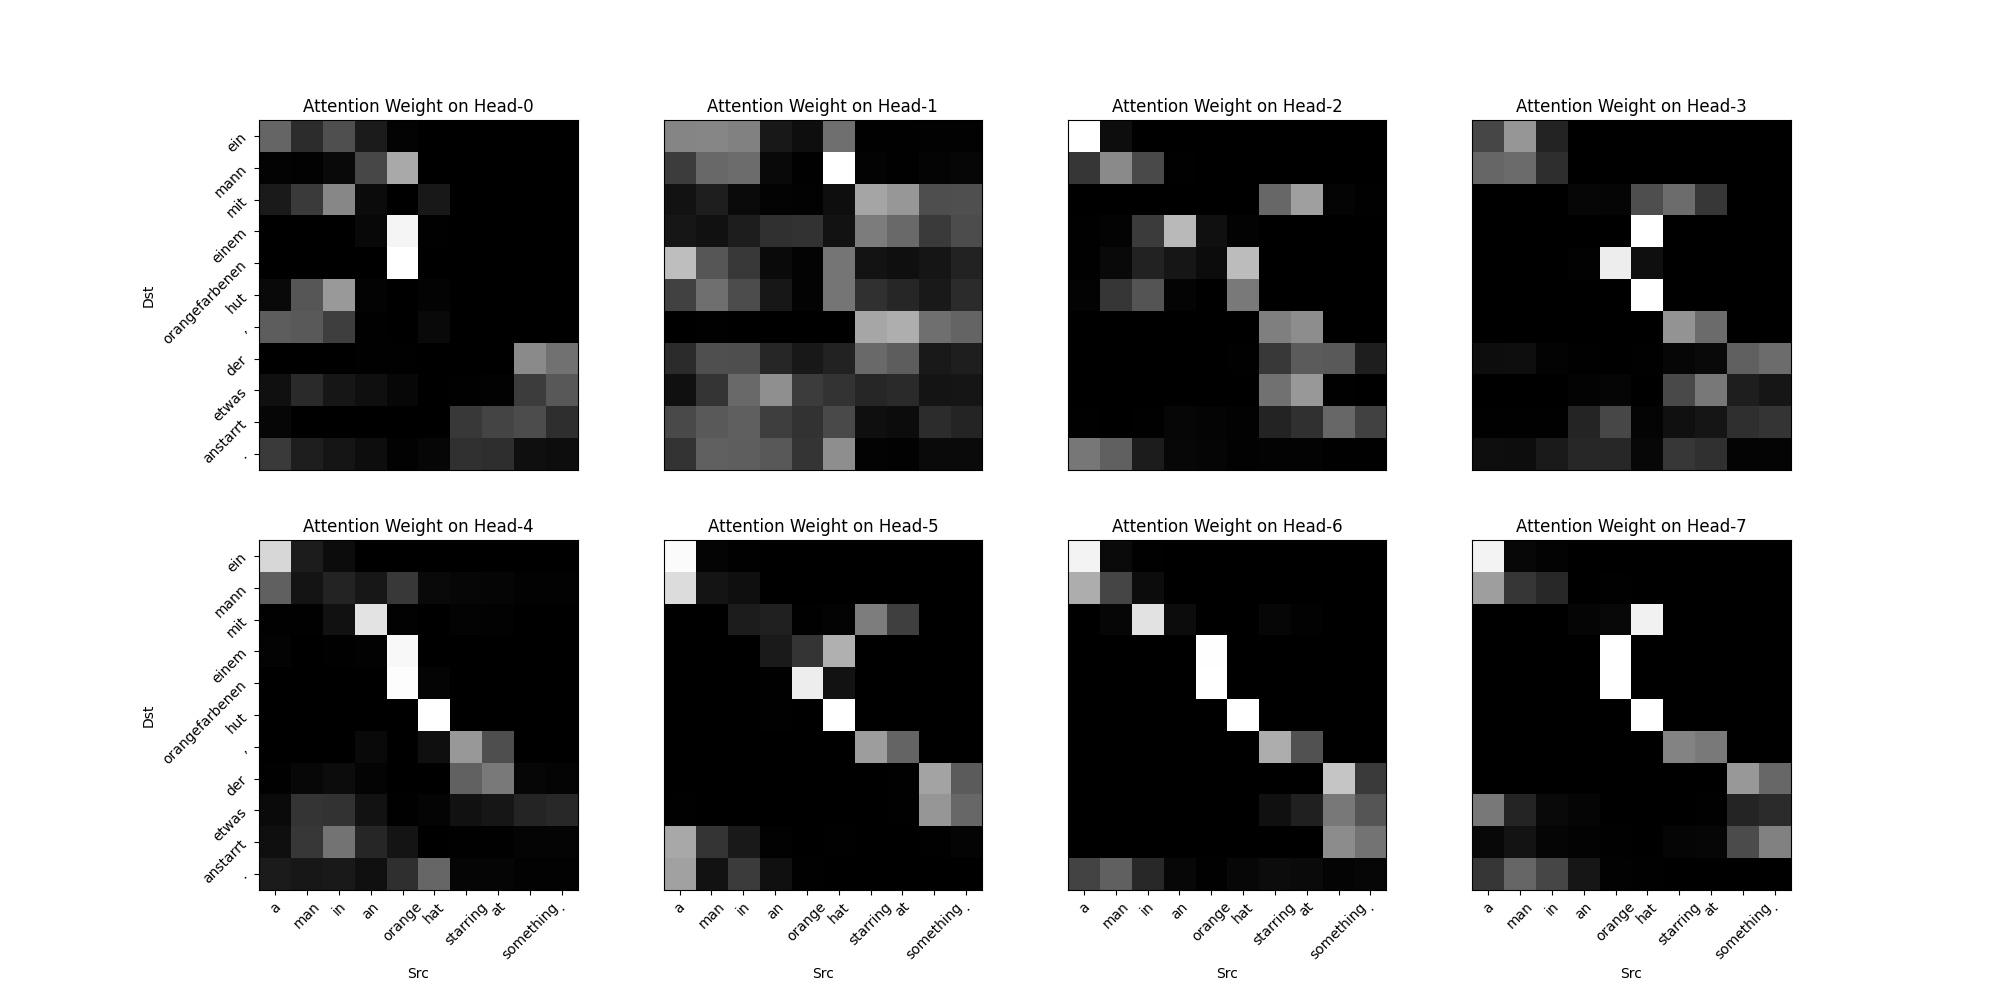 Attention Weight on Head-0
Attention Weight on Head-1
Attention Weight on Head-2
Attention Weight on Head-3
Dst
ein
mann
mit
einem
orangefarbenen
hut
,
der
etwas
anstarrt
.
Attention Weight on Head-4
Attention Weight on Head-5
Attention Weight on Head-6
Attention Weight on Head-7
Dst
ein
mann
mit
einem
orangefarbenen
hut
,
der
etwas
anstarrt
.
a man in an orange hat starring at something .
a man in an orange hat starring at something .
a man in an orange hat starring at something .
a man in an orange hat starring at something .
Src
Src
Src
Src